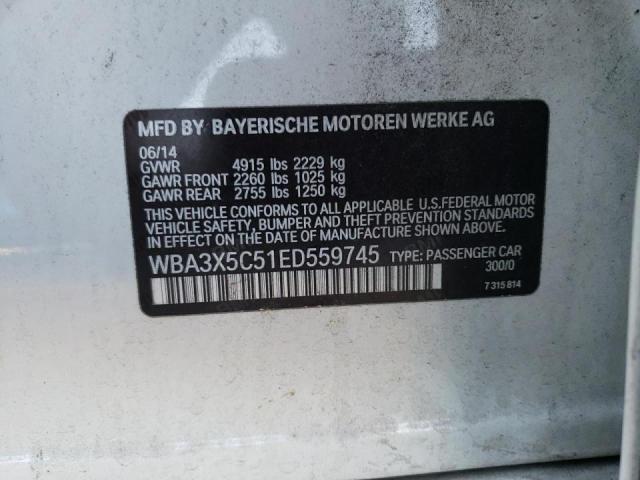 MFD BY BAYERISCHE MOTOREN WERKE AG
06/14
GVWR 4915 lbs 2229 kg
GAWR FRONT 2260 lbs 1025 kg
GAWR REAR 2755 lbs 1250 kg
THIS VEHICLE CONFORMS TO ALL APPLICABLE U.S.FEDERAL MOTOR
VEHICLE SAFETY, BUMPER AND THEFT PREVENTION STANDARDS
IN EFFECT ON THE DATE OF MANUFACTURE SHOWN ABOVE.
WBA3X5C51ED559745 TYPE: PASSENGER CAR
300/0
7 315 814